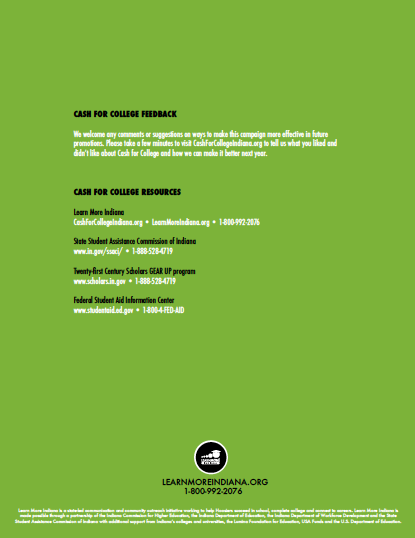 CASH FOR COLLEGE FEEDBACK
We welcome any comments or suggestions on ways to make this campaign more effective in future
promotions. Please take a few minutes to visit CashForCollegeIndiana.org to tell us what you liked and
didn't like about Cash for College and how we can make it better next year.
CASH FOR COLLEGE RESOURCES
Learn More Indiana
CashForCollegeIndiana.org • LearnMoreIndiana.org • 1-800-992-2076
State Student Assistance Commission of Indiana
www.in.gov/ssaci/ • 1-888-528-4719
Twenty-first Century Scholars GEAR UP program
www.scholars.in.gov • 1-888-528-4719
Federal Student Aid Information Center
www.studentaid.ed.gov • 1-800-4-FED-AID
LEARNMOREINDIANA.ORG
1-800-992-2076
Learn More Indiana is a statewide communication and community outreach initiative working to help Hoosiers succeed in school, complete college and connect to careers. Learn More Indiana is
made possible through a partnership of the Indiana Commission for Higher Education, the Indiana Department of Education, the Indiana Department of Workforce Development and the State
Student Assistance Commission of Indiana with additional support from Indiana's colleges and universities, the Lumina Foundation for Education, USA Funds and the U.S. Department of Education.